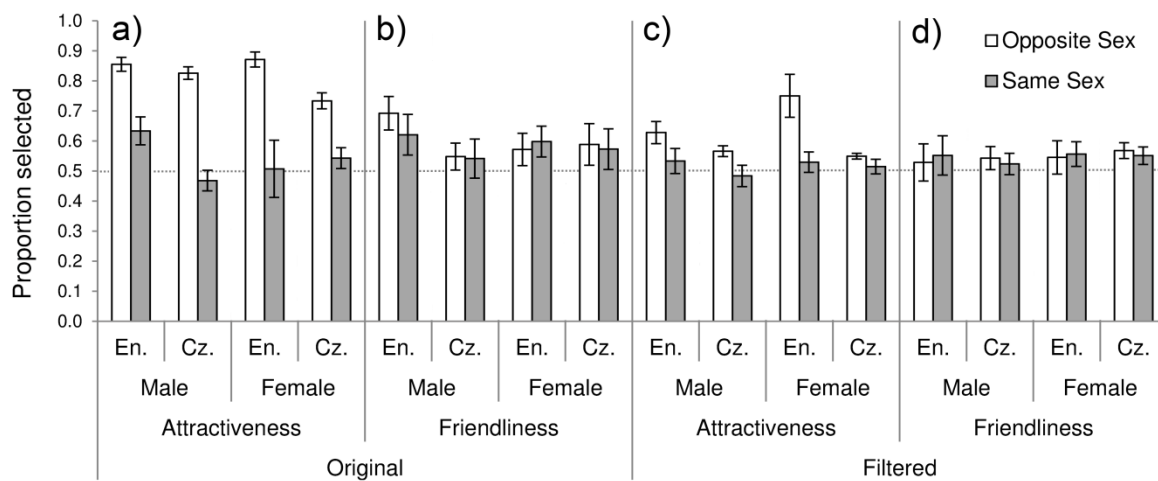 a) b) c) d)
Opposite Sex
Same Sex
Proportion selected
1.0
0.9
0.8
0.7
0.6
0.5
0.4
0.3
0.2
0.1
0.0
En. Cz. En. Cz. En. Cz. En. Cz. En. Cz. En. Cz. En. Cz. En. Cz.
Male Female Male Female Male Female Male Female
Attractiveness Friendliness Attractiveness Friendliness
Original Filtered